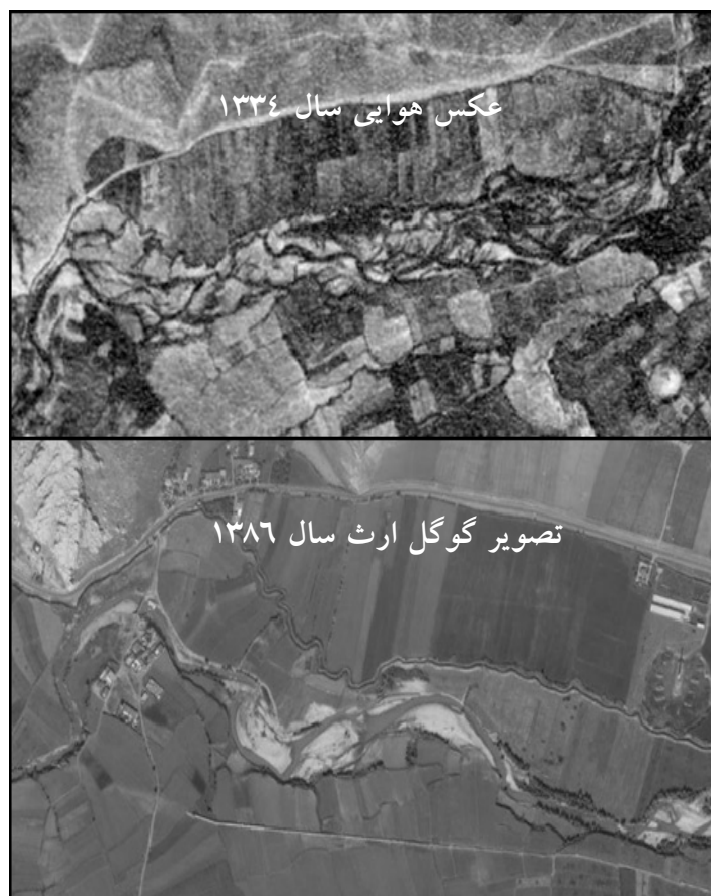 عکس هوایی سال ۱۳۳٤
تصویر گوگل ارث سال ۱۳۸٦